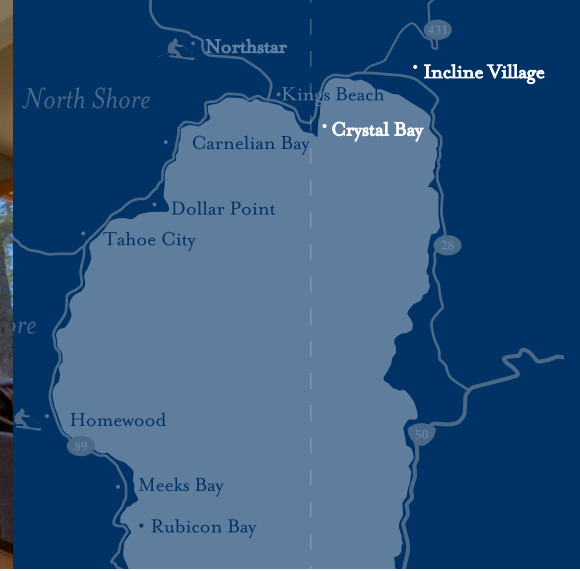 431
Northstar
Incline Village
North Shore
Kings Beach
Crystal Bay
Carnelian Bay
Dollar Point
Tahoe City
28
Homewood
50
89
Meeks Bay
Rubicon Bay